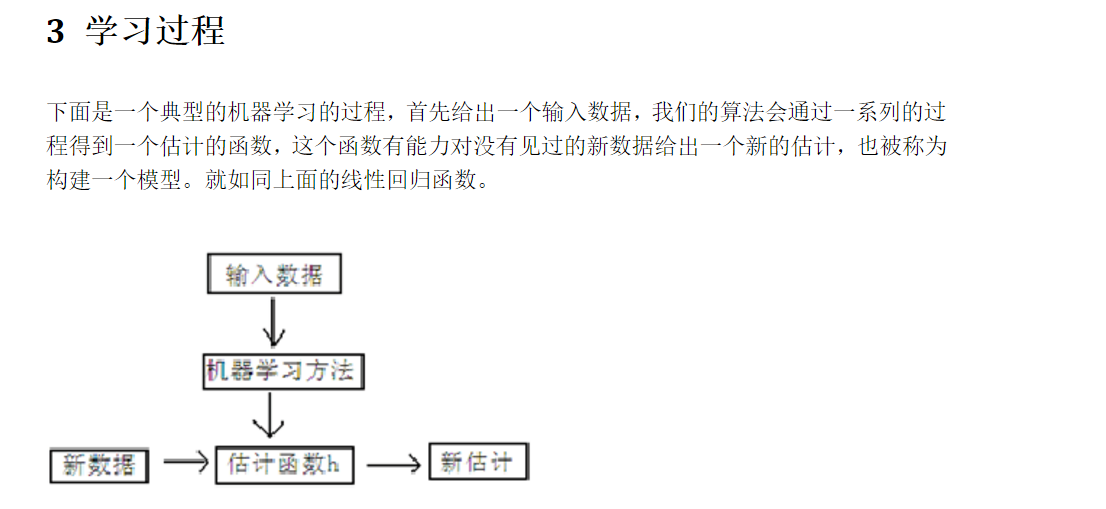 3 学习过程
下面是一个典型的机器学习的过程，首先给出一个输入数据，我们的算法会通过一系列的过
程得到一个估计的函数，这个函数有能力对没有见过的新数据给出一个新的估计，也被称为
构建一个模型。就如同上面的线性回归函数。
输入数据
机器学习方法
新数据
估计函数h
新估计